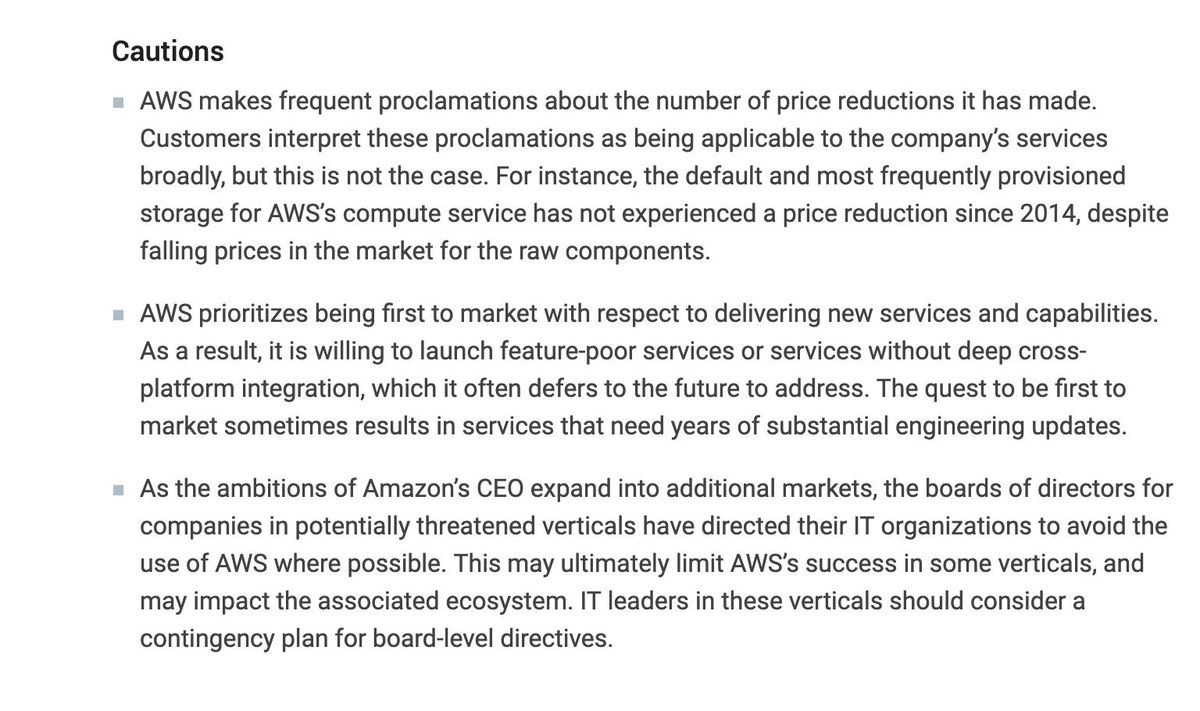 Cautions
AWS makes frequent proclamations about the number of price reductions it has made.
Customers interpret these proclamations as being applicable to the company’s services
broadly, but this is not the case. For instance, the default and most frequently provisioned
storage for AWS’s compute service has not experienced a price reduction since 2014, despite
falling prices in the market for the raw components.
AWS prioritizes being first to market with respect to delivering new services and capabilities.
As a result, it is willing to launch feature-poor services or services without deep cross-
platform integration, which it often defers to the future to address. The quest to be first to
market sometimes results in services that need years of substantial engineering updates.
As the ambitions of Amazon’s CEO expand into additional markets, the boards of directors for
companies in potentially threatened verticals have directed their IT organizations to avoid the
use of AWS where possible. This may ultimately limit AWS’s success in some verticals, and
may impact the associated ecosystem. IT leaders in these verticals should consider a
contingency plan for board-level directives.